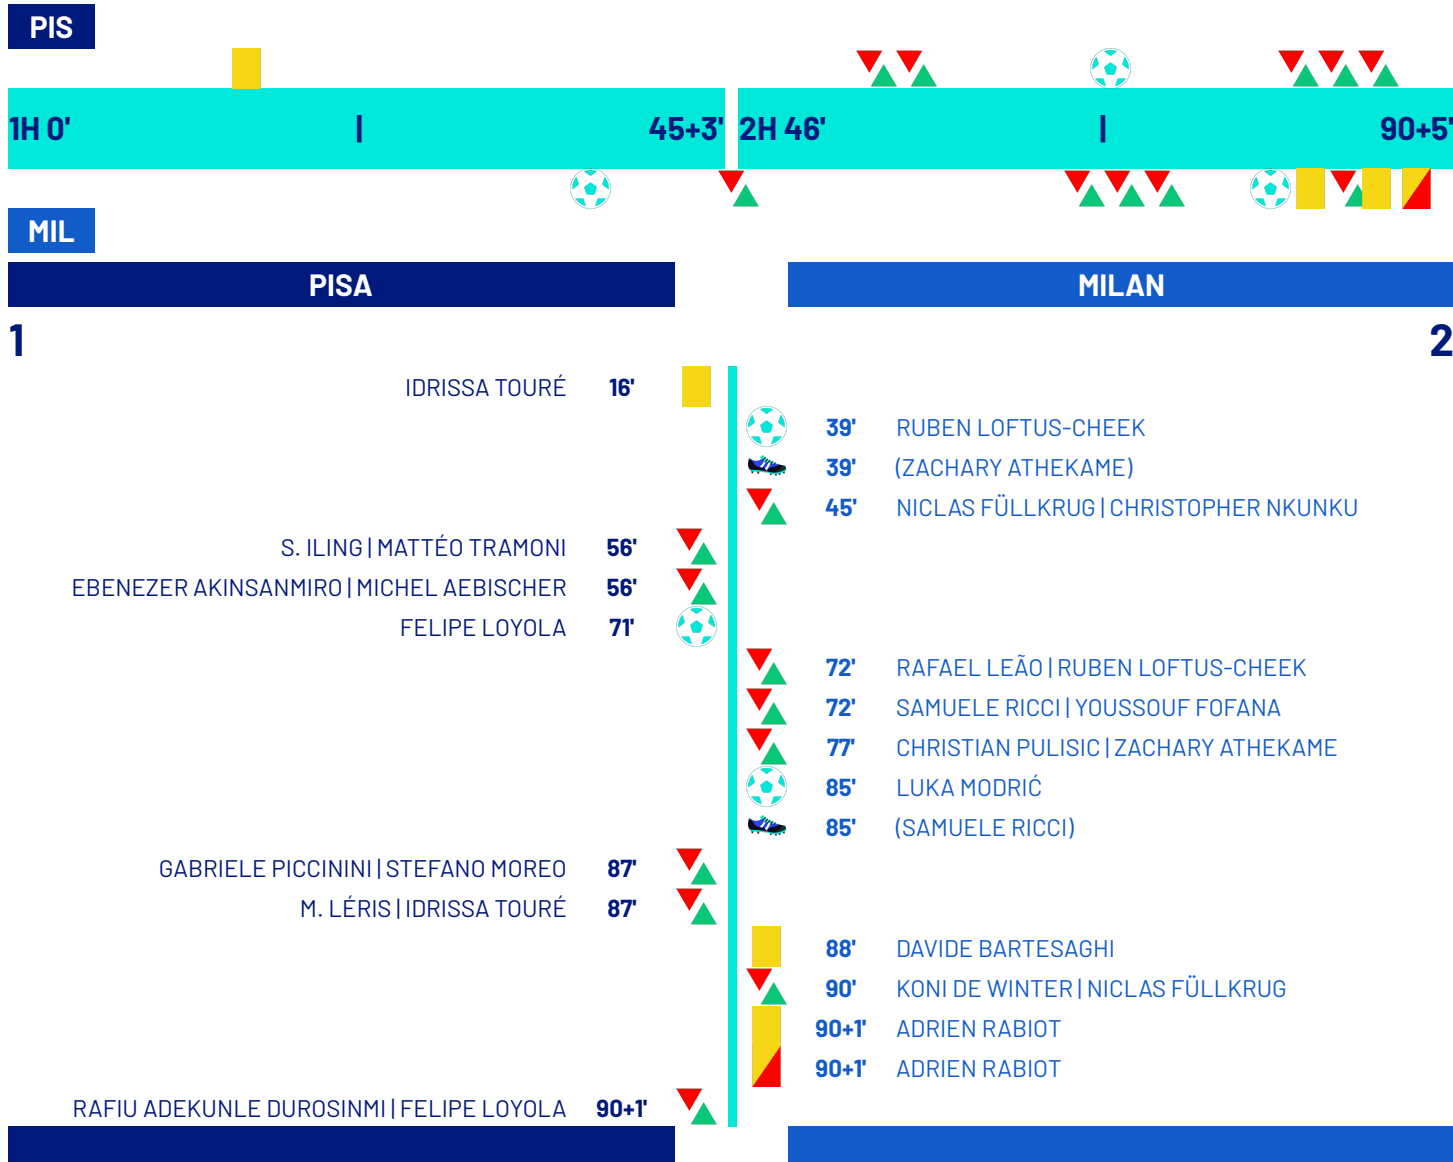 PIS
1H 0' | 45+3' 2H 46' | 90+5'
MIL
PISA MILAN
1 2
IDRISSA TOURÉ 16'
39' RUBEN LOFTUS-CHEEK
39' (ZACHARY ATHEKAME)
45' NICLAS FÜLLKRUG | CHRISTOPHER NKUNKU
S. ILING | MATTÉO TRAMONI 56'
EBENEZER AKINSANMIRO | MICHEL AEBISCHER 56'
FELIPE LOYOLA 71'
72' RAFAEL LEÃO | RUBEN LOFTUS-CHEEK
72' SAMUELE RICCI | YOUSSOUF FOFANA
77' CHRISTIAN PULISIC | ZACHARY ATHEKAME
85' LUKA MODRIĆ
85' (SAMUELE RICCI)
GABRIELE PICCININI | STEFANO MOREO 87'
M. LÉRIS | IDRISSA TOURÉ 87'
88' DAVIDE BARTESAGHI
90' KONI DE WINTER | NICLAS FÜLLKRUG
90+1' ADRIEN RABIOT
90+1' ADRIEN RABIOT
RAFIU ADEKUNLE DUROSINMI | FELIPE LOYOLA 90+1'